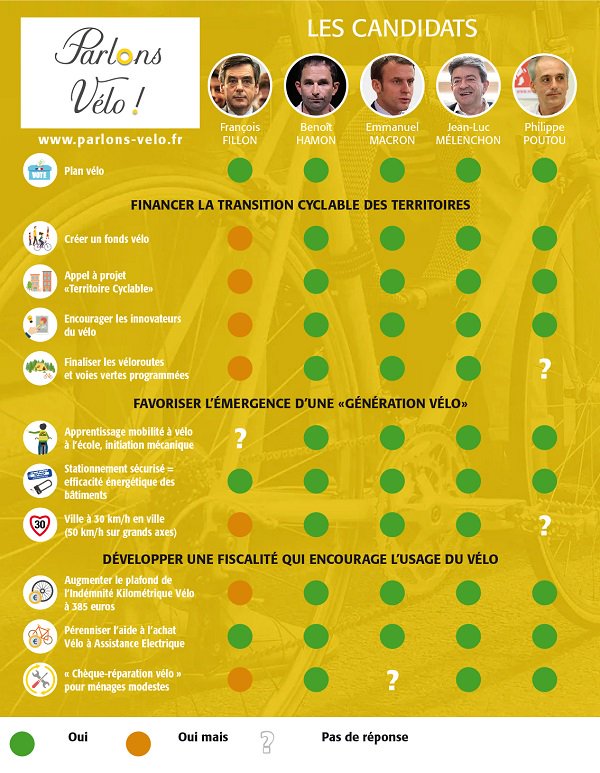 Parlons
Vélo !
www.parlons-velo.fr
LES CANDIDATS
François
FILLON
Benoît
HAMON
Emmanuel
MACRON
Jean-Luc
MÉLENCHON
Philippe
POUTOU
VOTE
Plan vélo
FINANCER LA TRANSITION CYCLABLE DES TERRITOIRES
Créer un fonds vélo
Appel à projet
«Territoire Cyclable»
Encourager les innovateurs
du vélo
Finaliser les véloroutes
et voies vertes programmées
?
FAVORISER L'ÉMERGENCE D'UNE «GÉNÉRATION VÉLO»
Apprentissage mobilité à vélo
à l'école, initiation mécanique
?
Stationnement sécurisé =
efficacité énergétique des
bâtiments
30
Ville à 30 km/h en ville
(50 km/h sur grands axes)
?
DÉVELOPPER UNE FISCALITÉ QUI ENCOURAGE L'USAGE DU VÉLO
€
Augmenter le plafond de
l'Indémnité Kilométrique Vélo
à 385 euros
€
Pérenniser l'aide à l'achat
Vélo à Assistance Electrique
« Chèque-réparation vélo »
pour ménages modestes
?
Oui
Oui mais
?
Pas de réponse